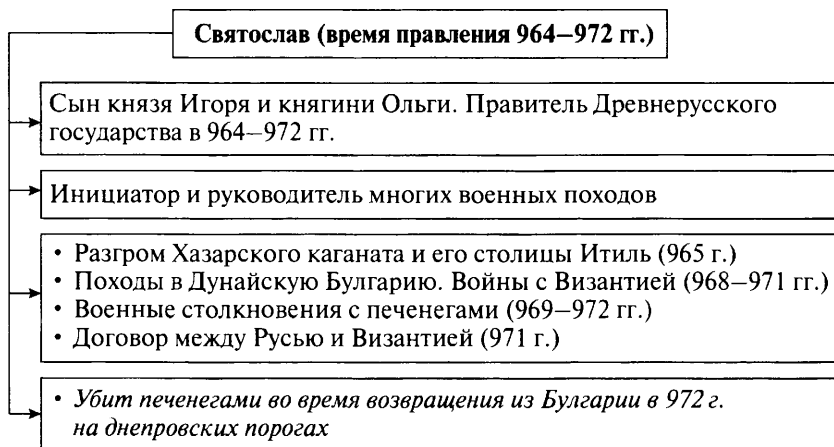 Святослав (время правления 964–972 гг.)
Сын князя Игоря и княгини Ольги. Правитель Древнерусского
государства в 964–972 гг.
Инициатор и руководитель многих военных походов
• Разгром Хазарского каганата и его столицы Итиль (965 г.)
• Походы в Дунайскую Булгарию. Войны с Византией (968–971 гг.)
• Военные столкновения с печенегами (969–972 гг.)
• Договор между Русью и Византией (971 г.)
• Убит печенегами во время возвращения из Булгарии в 972 г.
на днепровских порогах